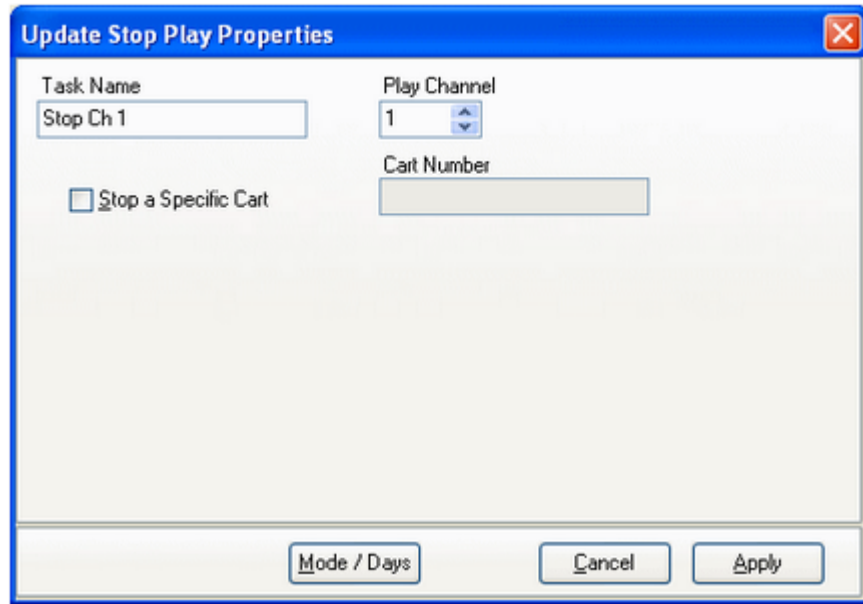 Update Stop Play Properties
Task Name Play Channel
Stop Ch 1 1
Cart Number
Stop a Specific Cart
Mode / Days Cancel Apply